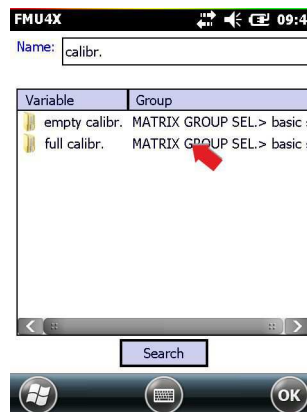 FMU4X 09:4
Name: calibr.
Variable Group
empty calibr. MATRIX GROUP SEL.> basic
full calibr. MATRIX GROUP SEL.> basic
Search
OK